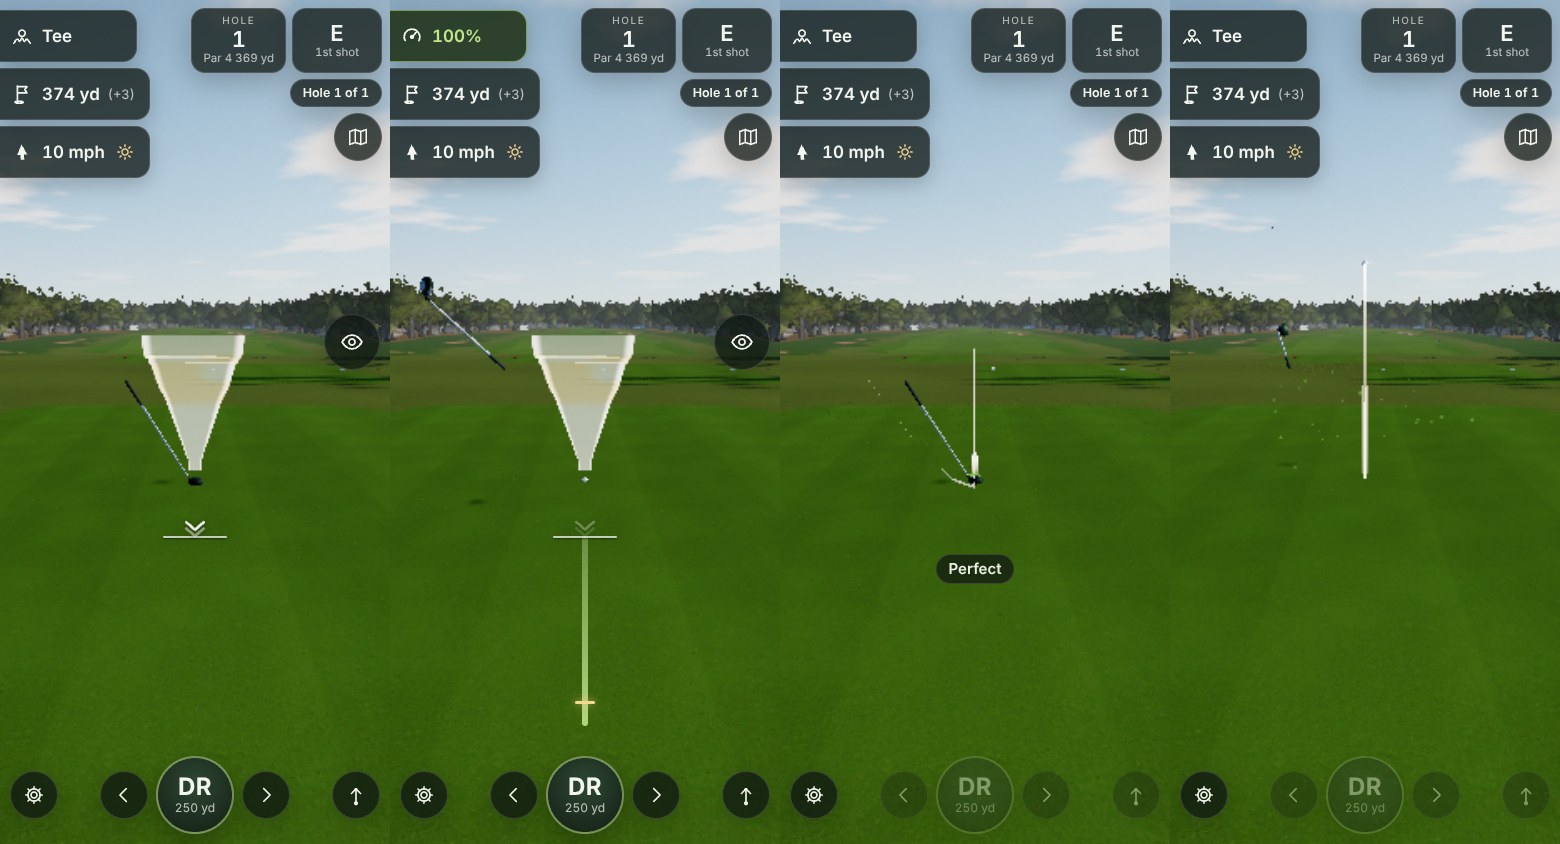 Tee
HOLE
1
Par 4 369 yd
E
1st shot
374 yd (+3)
Hole 1 of 1
10 mph
DR
250 yd
100%
HOLE
1
Par 4 369 yd
E
1st shot
374 yd (+3)
Hole 1 of 1
10 mph
DR
250 yd
Tee
HOLE
1
Par 4 369 yd
E
1st shot
374 yd (+3)
Hole 1 of 1
10 mph
Perfect
DR
250 yd
Tee
HOLE
1
Par 4 369 yd
E
1st shot
374 yd (+3)
Hole 1 of 1
10 mph
DR
250 yd